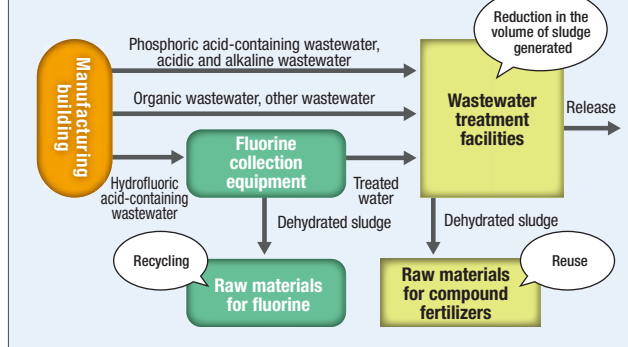 Reduction in the
volume of sludge
generated
Manufacturing
building
Phosphoric acid-containing wastewater,
acidic and alkaline wastewater
Organic wastewater, other wastewater
Hydrofluoric
acid-containing
wastewater
Fluorine
collection
equipment
Treated
water
Wastewater
treatment
facilities
Release
Dehydrated sludge
Dehydrated sludge
Recycling
Raw materials
for fluorine
Raw materials
for compound
fertilizers
Reuse